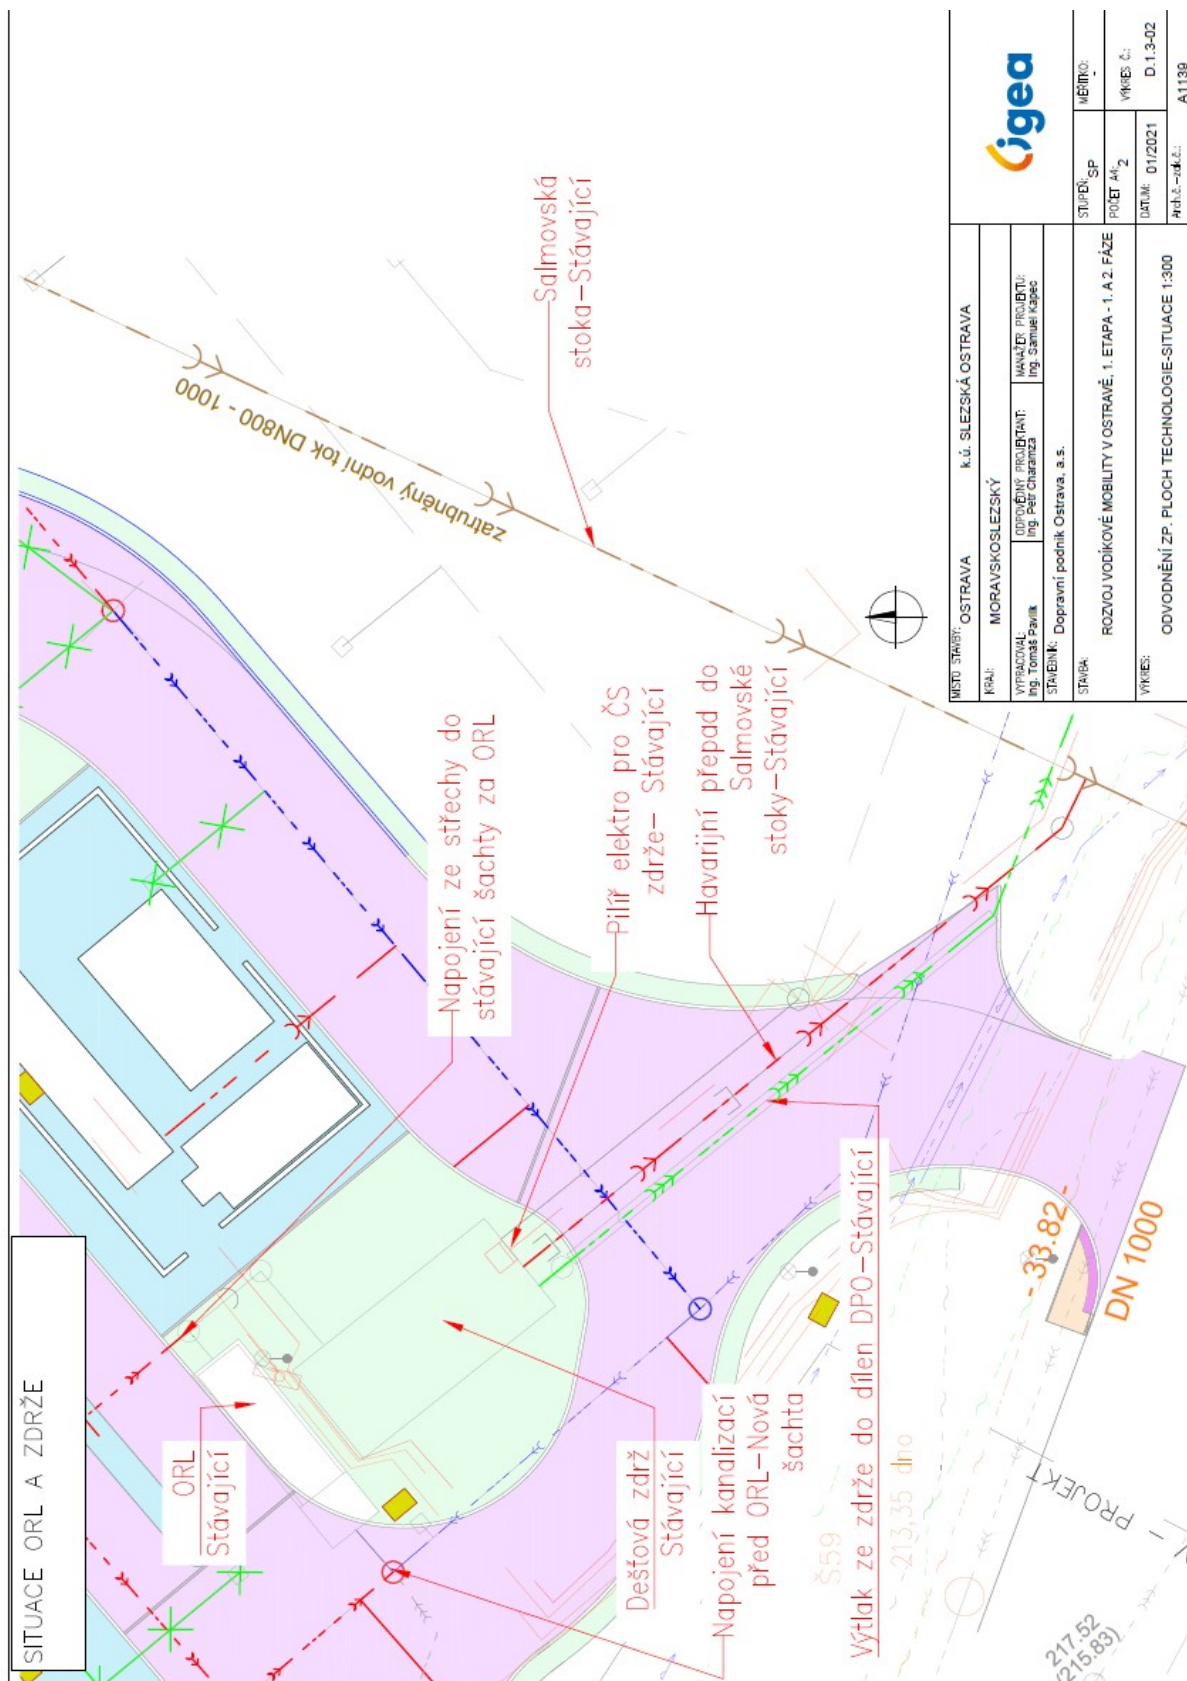 SITUACE ORL A ZDRŽE
zatrubněný vodní tok DN800 - 1000
Salmovská
stoka-Stávající
Napojení ze střechy do
stávající šachty za ORL
Pilíř elektro pro ČS
zdrže- Stávající
Havarijní přepad do
Salmovské
stoky-Stávající
ORL
Stávající
Dešťová zdrž
Stávající
Napojení kanalizací
před ORL-Nová
šachta
Výtlak ze zdrže do dílen DPO-Stávající
Š59
213,35 dno
- 33.82 -
DN 1000
- PROJEKT
217.52
(215.83)
igea
MÍSTO STAVBY: OSTRAVA k.ú. SLEZSKÁ OSTRAVA
KRAJ: MORAVSKOSLEZSKÝ
VYPRACOVAL: ODPOVĚDNÝ PROJEKTANT: MANAŽER PROJEKTU:
Ing. Tomáš Pavlík Ing. Petr Charamza Ing. Samuel Kapec
STAVEBNÍK: Dopravní podnik Ostrava, a.s.
STAVBA: ROZVOJ VODÍKOVÉ MOBILITY V OSTRAVĚ, 1. ETAPA - 1. A 2. FÁZE
VÝKRES: ODVODNĚNÍ ZP. PLOCH TECHNOLOGIE-SITUACE 1:300
STUPEŇ: SP
MĚŘÍTKO: -
POČET A4: 2
VÝKRES Č.: D.1.3-02
DATUM: 01/2021
Arch.č.-zak.č.: A1139